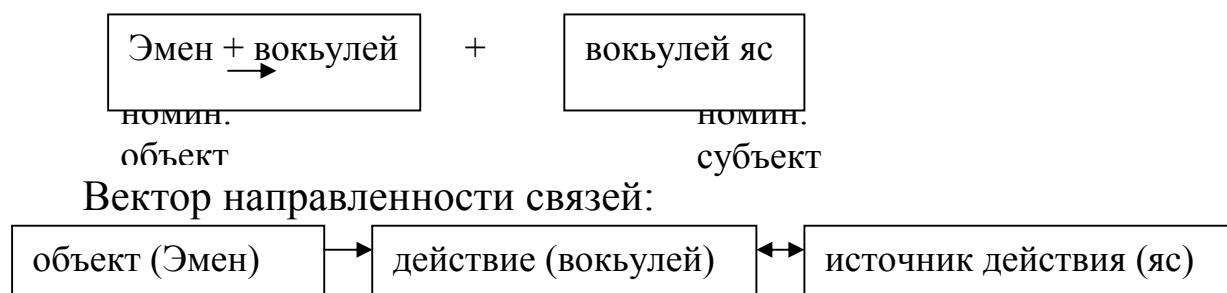 Эмен + вокьулей + вокьулей яс
номин. номин.
объект субъект
Вектор направленности связей:
объект (Эмен) действие (вокьулей) источник действия (яс)